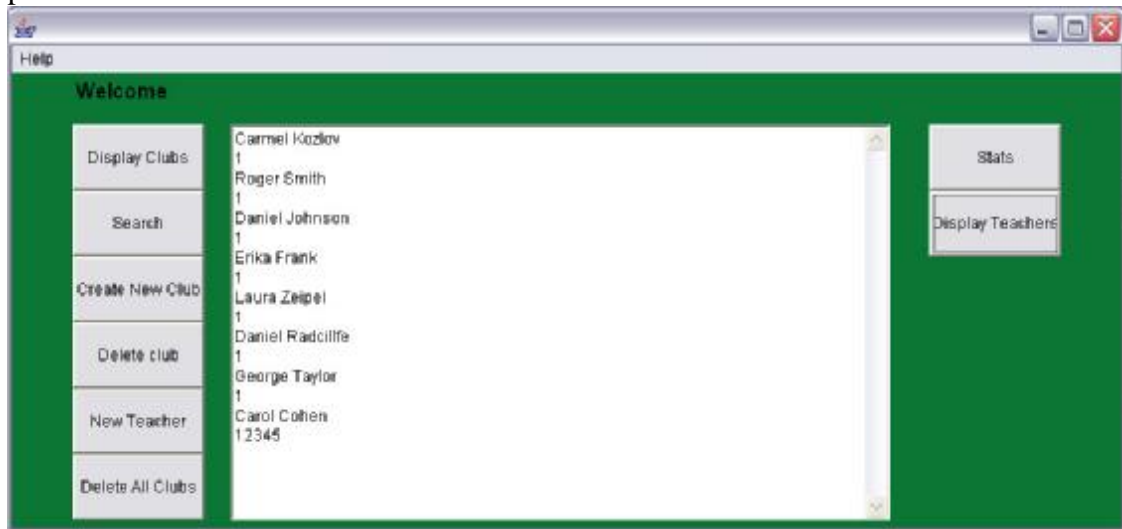 Help
Welcome
Display Clubs
Search
Create New Club
Delete club
New Teacher
Delete All Clubs
Carmel Kozlov
1
Roger Smith
1
Daniel Johnson
1
Erika Frank
1
Laura Zeipel
1
Daniel Radcillfe
1
George Taylor
1
Carol Cohen
12345
Stats
Display Teachers